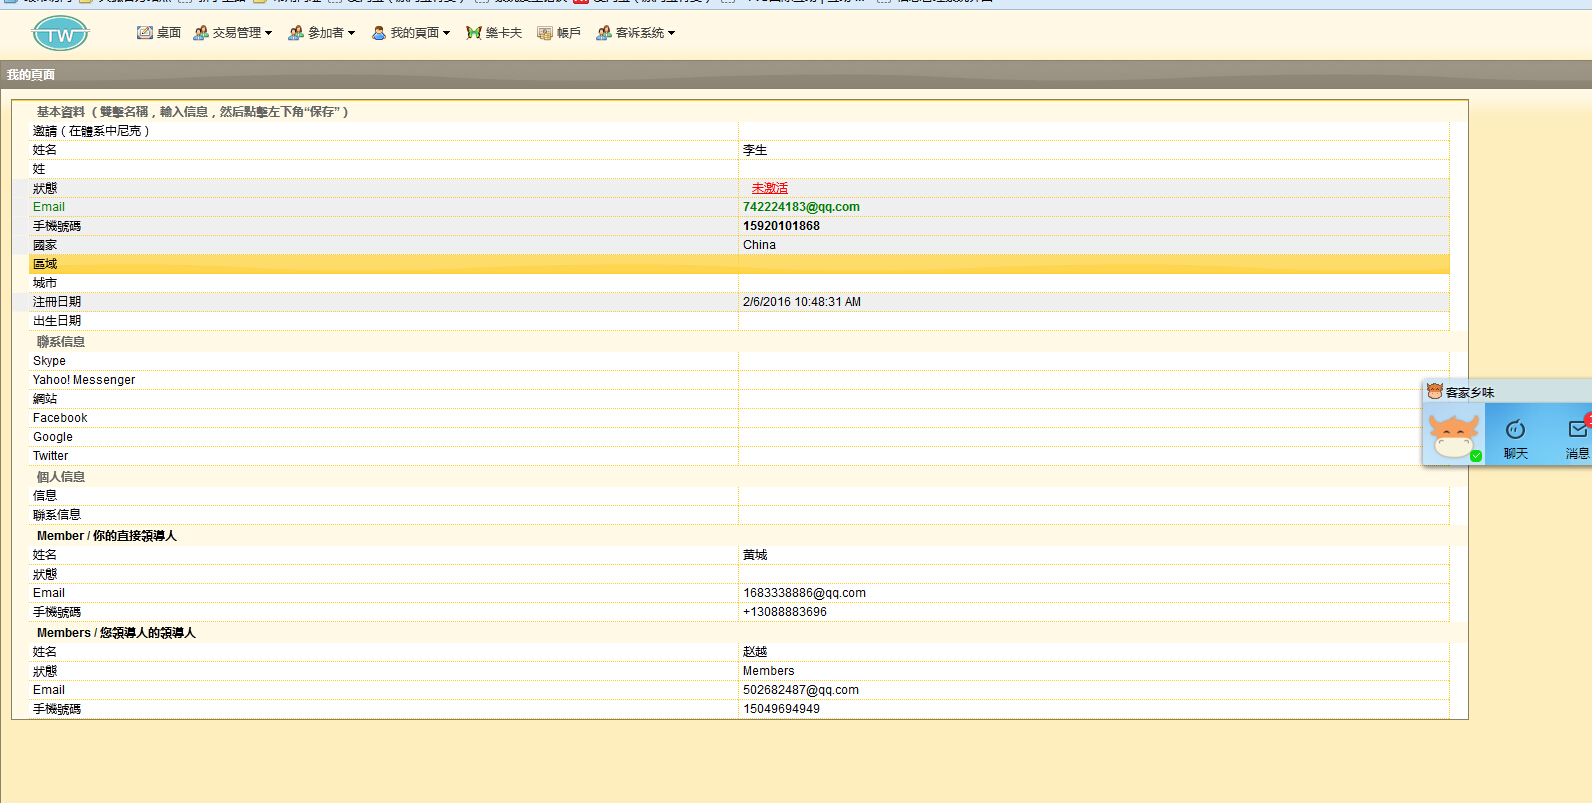 TW
桌面 交易管理 參加者 我的頁面 樂卡夫 帳戶 客诉系统
我的頁面
基本資料 （ 雙擊名稱，輸入信息，然后點擊左下角“保存” ）
邀請（ 在體系中尼克 ）
姓名 李生
姓
狀態 未激活
Email 742224183@qq.com
手機號碼 15920101868
國家 China
區域
城市
注冊日期 2/6/2016 10:48:31 AM
出生日期
聯系信息
Skype
Yahoo! Messenger
網站
Facebook
Google
Twitter
個人信息
信息
聯系信息
Member / 你的直接領導人
姓名 黄城
狀態
Email 1683338886@qq.com
手機號碼 +13088883696
Members / 您領導人的領導人
姓名 赵越
狀態 Members
Email 502682487@qq.com
手機號碼 15049694949
客家乡味
聊天 消息